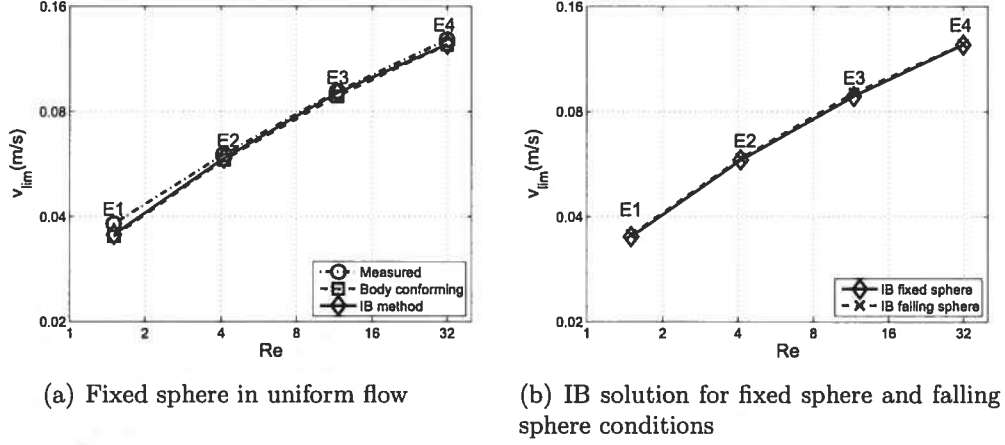 0.16
0.08
0.04
0.02
v_lim(m/s)
E1
E2
E3
E4
Measured
Body conforming
IB method
1 2 4 8 16 32
Re
(a) Fixed sphere in uniform flow
0.16
0.08
0.04
0.02
v_lim(m/s)
E1
E2
E3
E4
IB fixed sphere
IB falling sphere
1 2 4 8 16 32
Re
(b) IB solution for fixed sphere and falling
sphere conditions